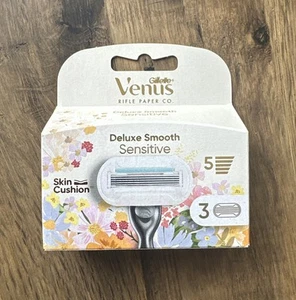 Gillette
Venus
RIFLE PAPER CO.
Deluxe Smooth
Sensitive
5
Skin
Cushion
3